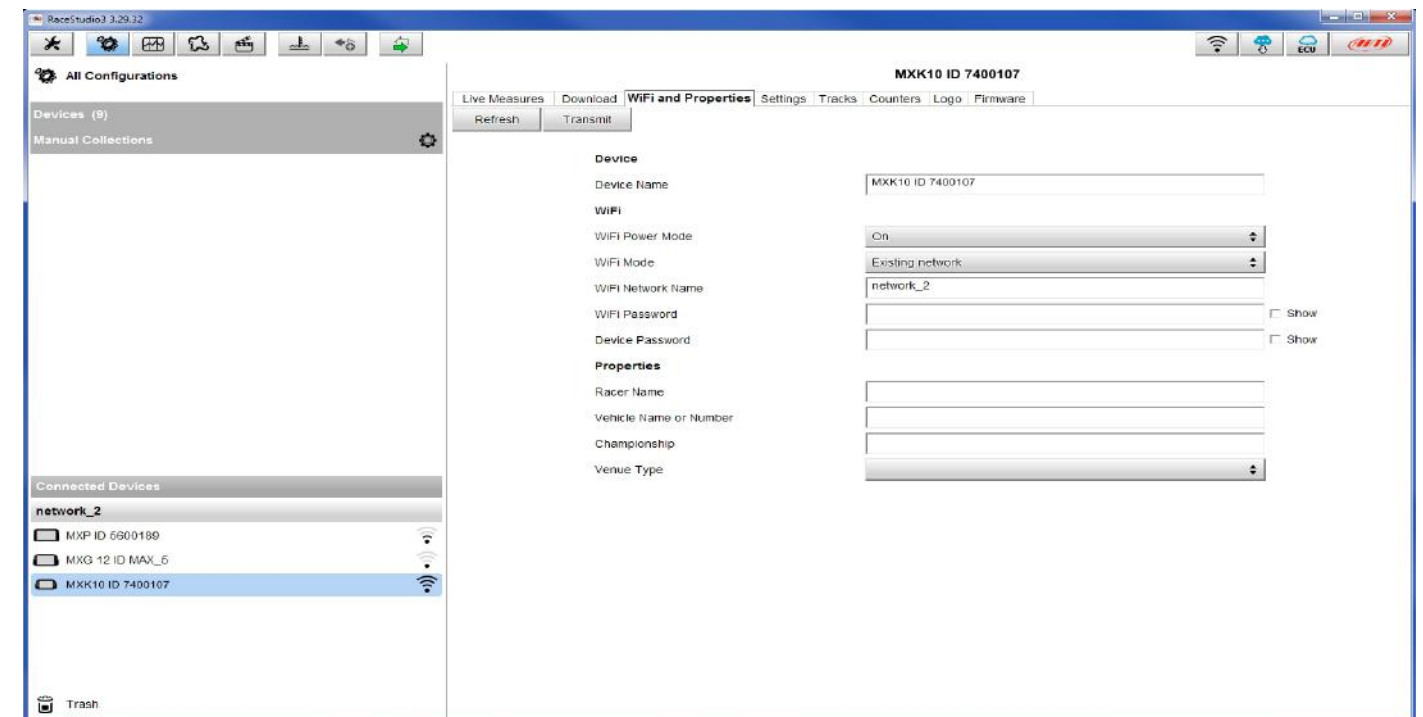 RaceStudio3 3.29.32
ECU
AiM
All Configurations
MXK10 ID 7400107
Live Measures Download WiFi and Properties Settings Tracks Counters Logo Firmware
Devices (9)
Refresh Transmit
Manual Collections
Device
Device Name MXK10 ID 7400107
WiFi
WiFi Power Mode On
WiFi Mode Existing network
WiFi Network Name network_2
WiFi Password Show
Device Password Show
Properties
Racer Name
Vehicle Name or Number
Championship
Venue Type
Connected Devices
network_2
MXP ID 5600189
MXG 12 ID MAX_5
MXK10 ID 7400107
Trash